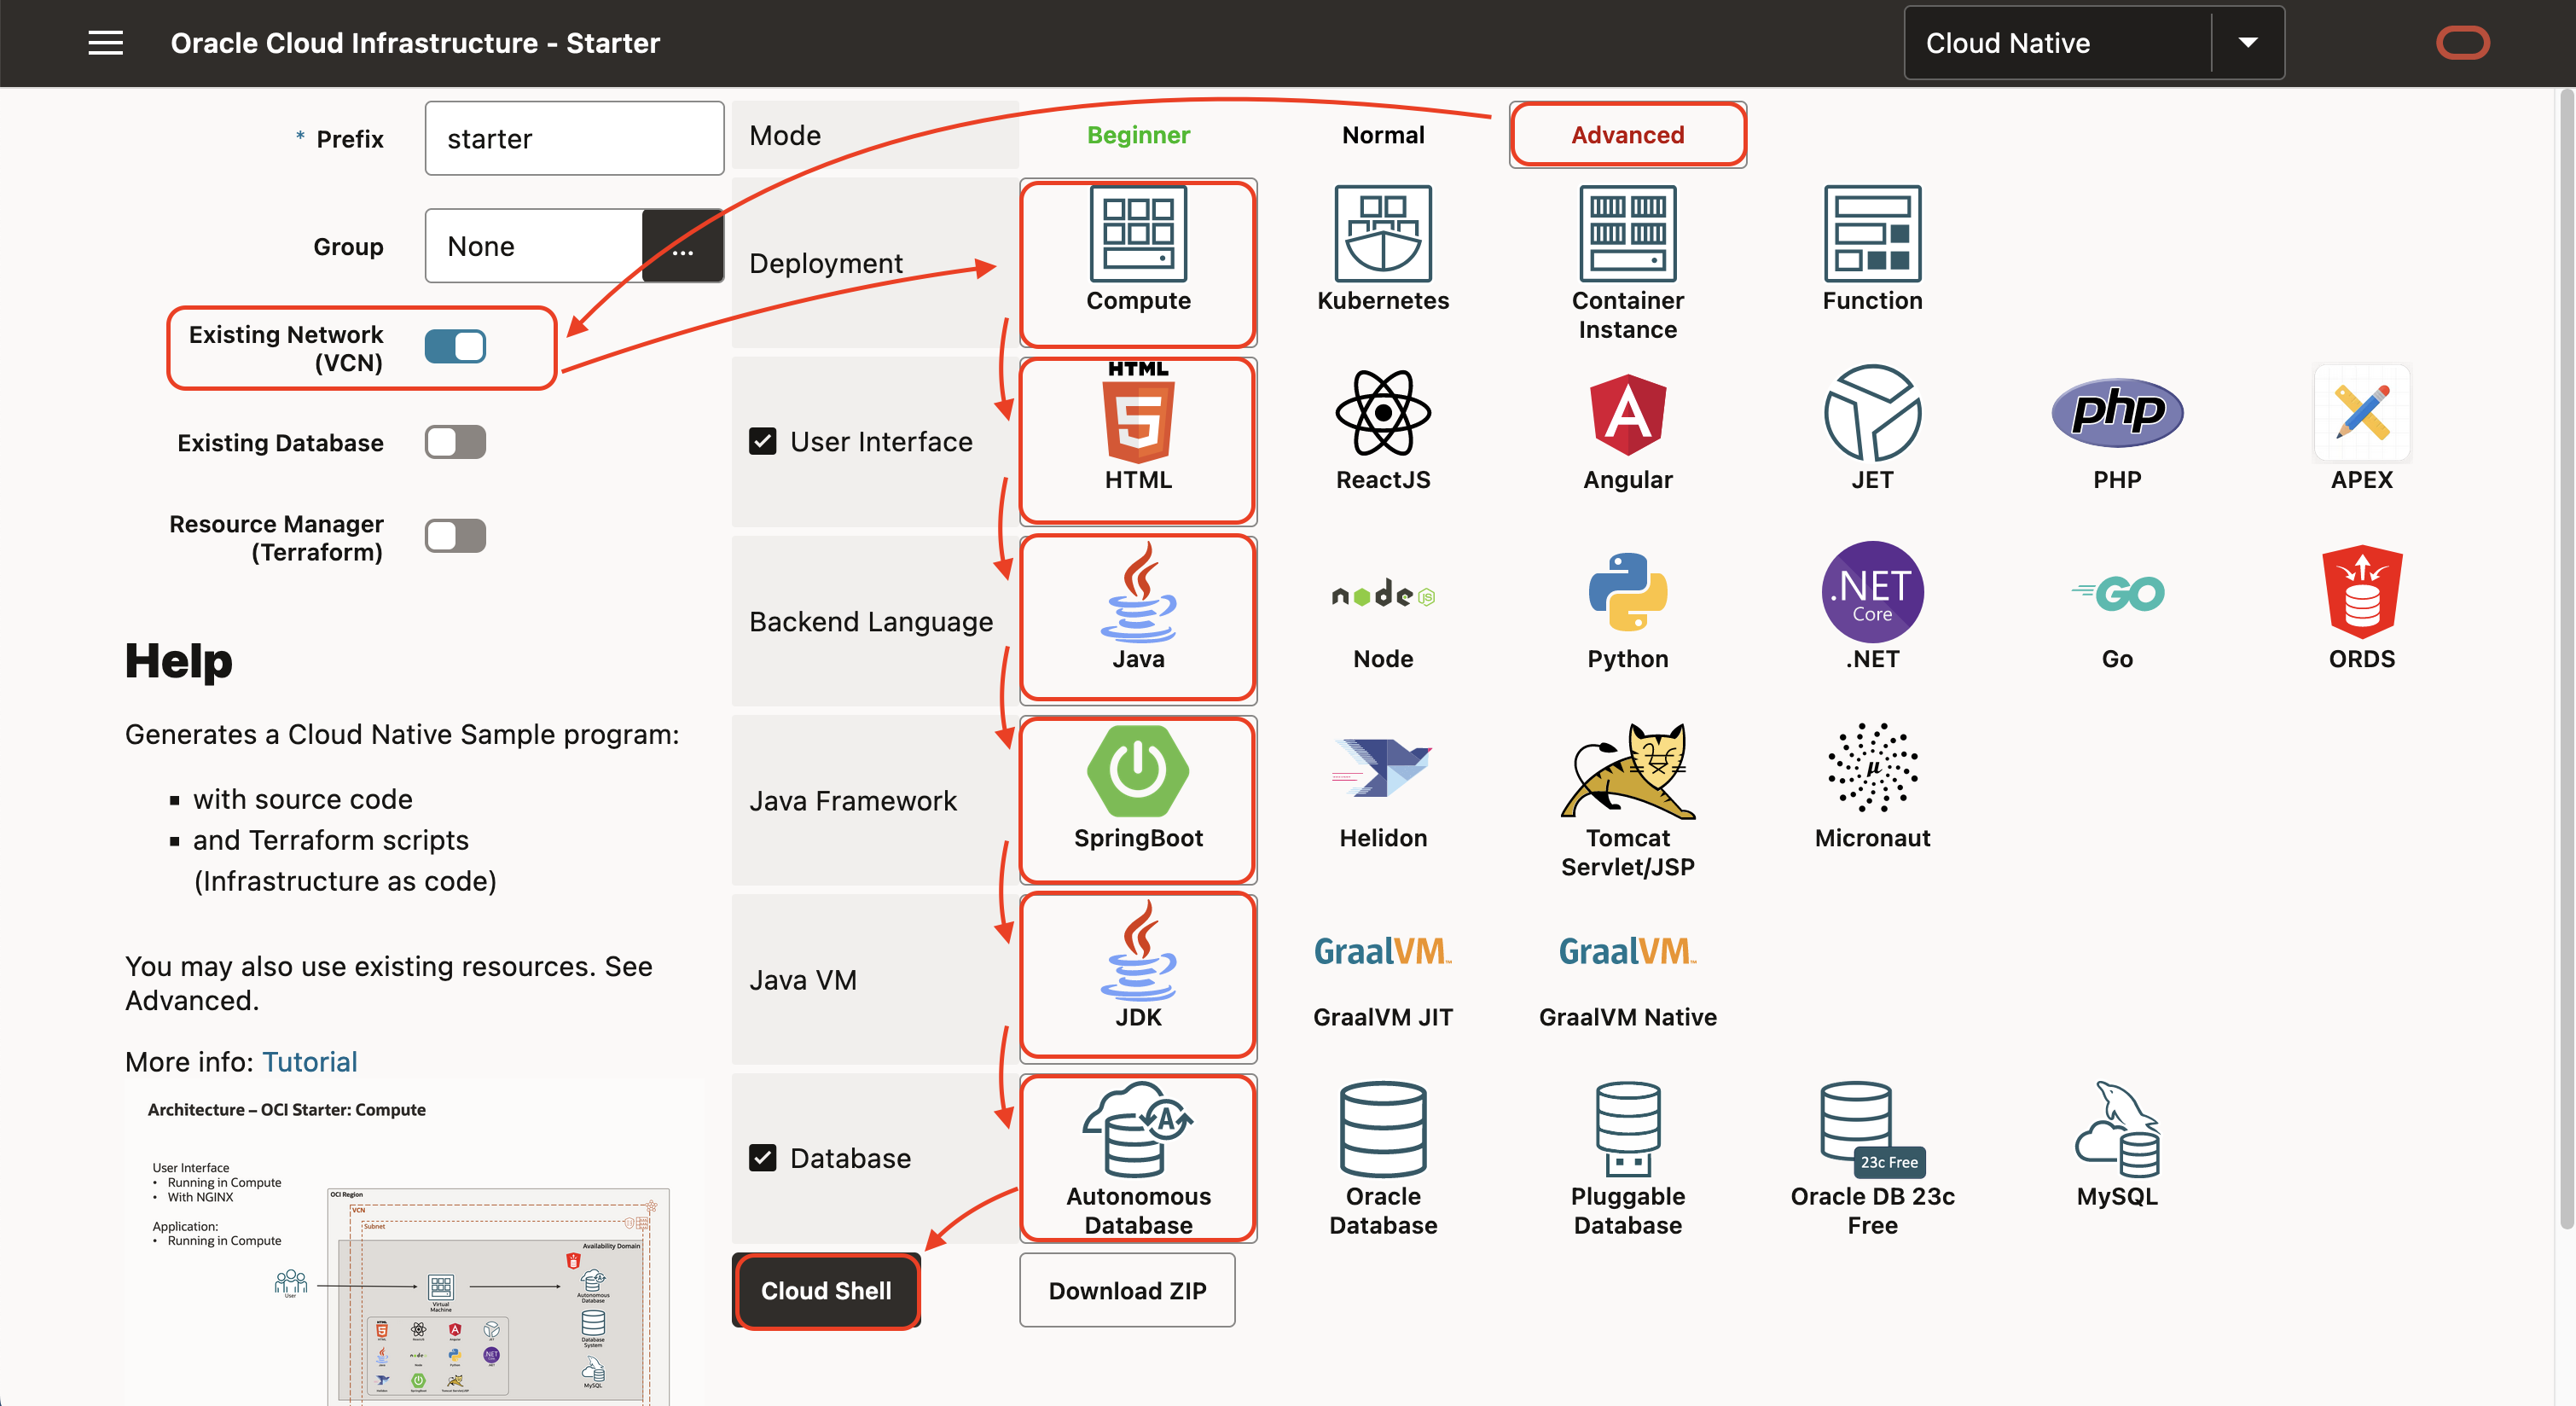 Oracle Cloud Infrastructure - Starter
Cloud Native
* Prefix
starter
Group
None
...
Existing Network
(VCN)
Existing Database
Resource Manager
(Terraform)
Help
Generates a Cloud Native Sample program:
with source code
and Terraform scripts
(Infrastructure as code)
You may also use existing resources. See
Advanced.
More info: Tutorial
Architecture – OCI Starter: Compute
User Interface
• Running in Compute
• With NGINX
Application:
• Running in Compute
User
OCI Region
VCN
Subnet
Availability Domain
Virtual
Machine
Autonomous
Database
Database
System
MySQL
Mode
Beginner
Normal
Advanced
Deployment
Compute
Kubernetes
Container
Instance
Function
User Interface
HTML
5
HTML
ReactJS
A
Angular
JET
php
PHP
APEX
Backend Language
Java
node
JS
Node
Python
.NET
Core
.NET
GO
Go
ORDS
Java Framework
SpringBoot
Helidon
Tomcat
Servlet/JSP
μ
Micronaut
Java VM
JDK
GraalVM
GraalVM JIT
GraalVM
GraalVM Native
Database
A
Autonomous
Database
Oracle
Database
Pluggable
Database
23c Free
Oracle DB 23c
Free
MySQL
Cloud Shell
Download ZIP